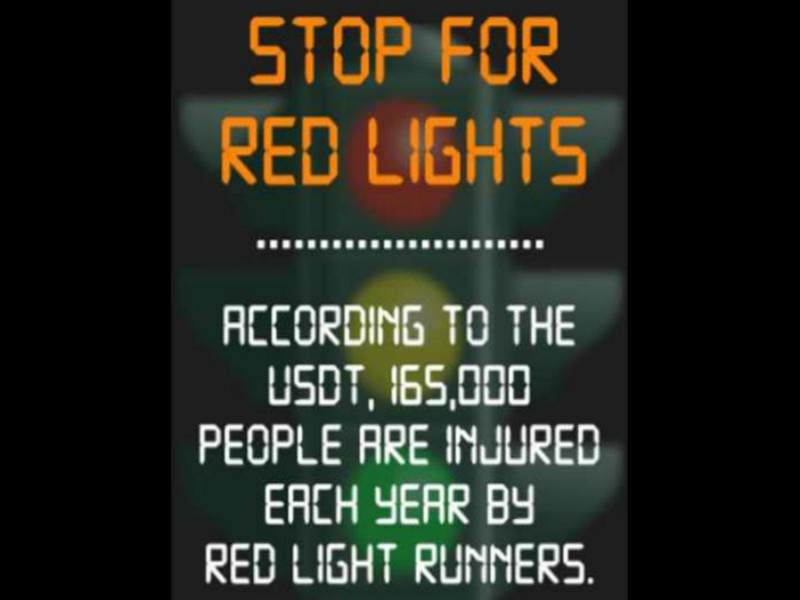 STOP FOR
RED LIGHTS
ACCORDING TO THE
USDT, 165,000
PEOPLE ARE INJURED
EACH YEAR BY
RED LIGHT RUNNERS.